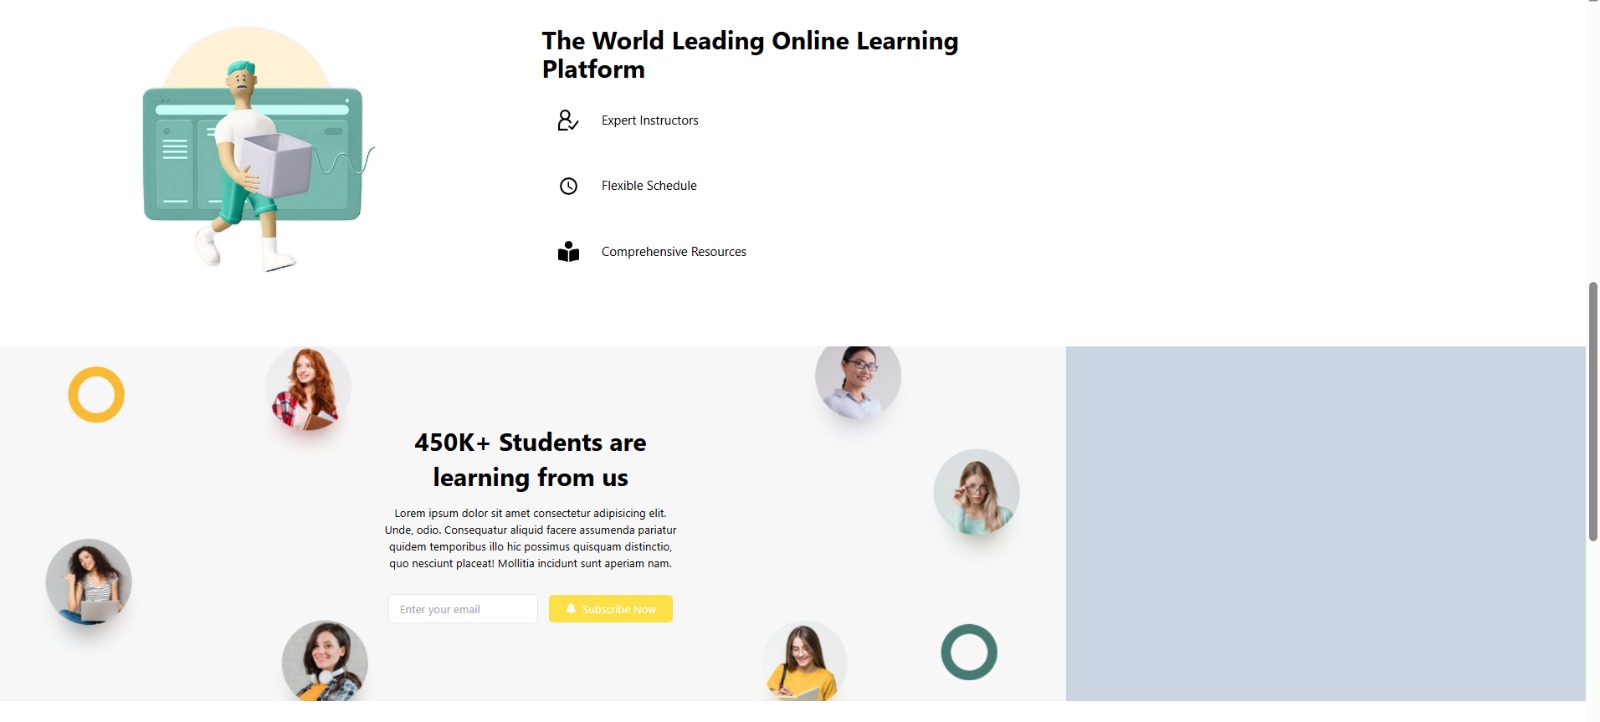 The World Leading Online Learning
Platform
Expert Instructors
Flexible Schedule
Comprehensive Resources
450K+ Students are
learning from us
Lorem ipsum dolor sit amet consectetur adipisicing elit.
Unde, odio. Consequatur aliquid facere assumenda pariatur
quidem temporibus illo hic possimus quisquam distinctio,
quo nesciunt placeat! Mollitia incidunt sunt aperiam nam.
Enter your email
Subscribe Now